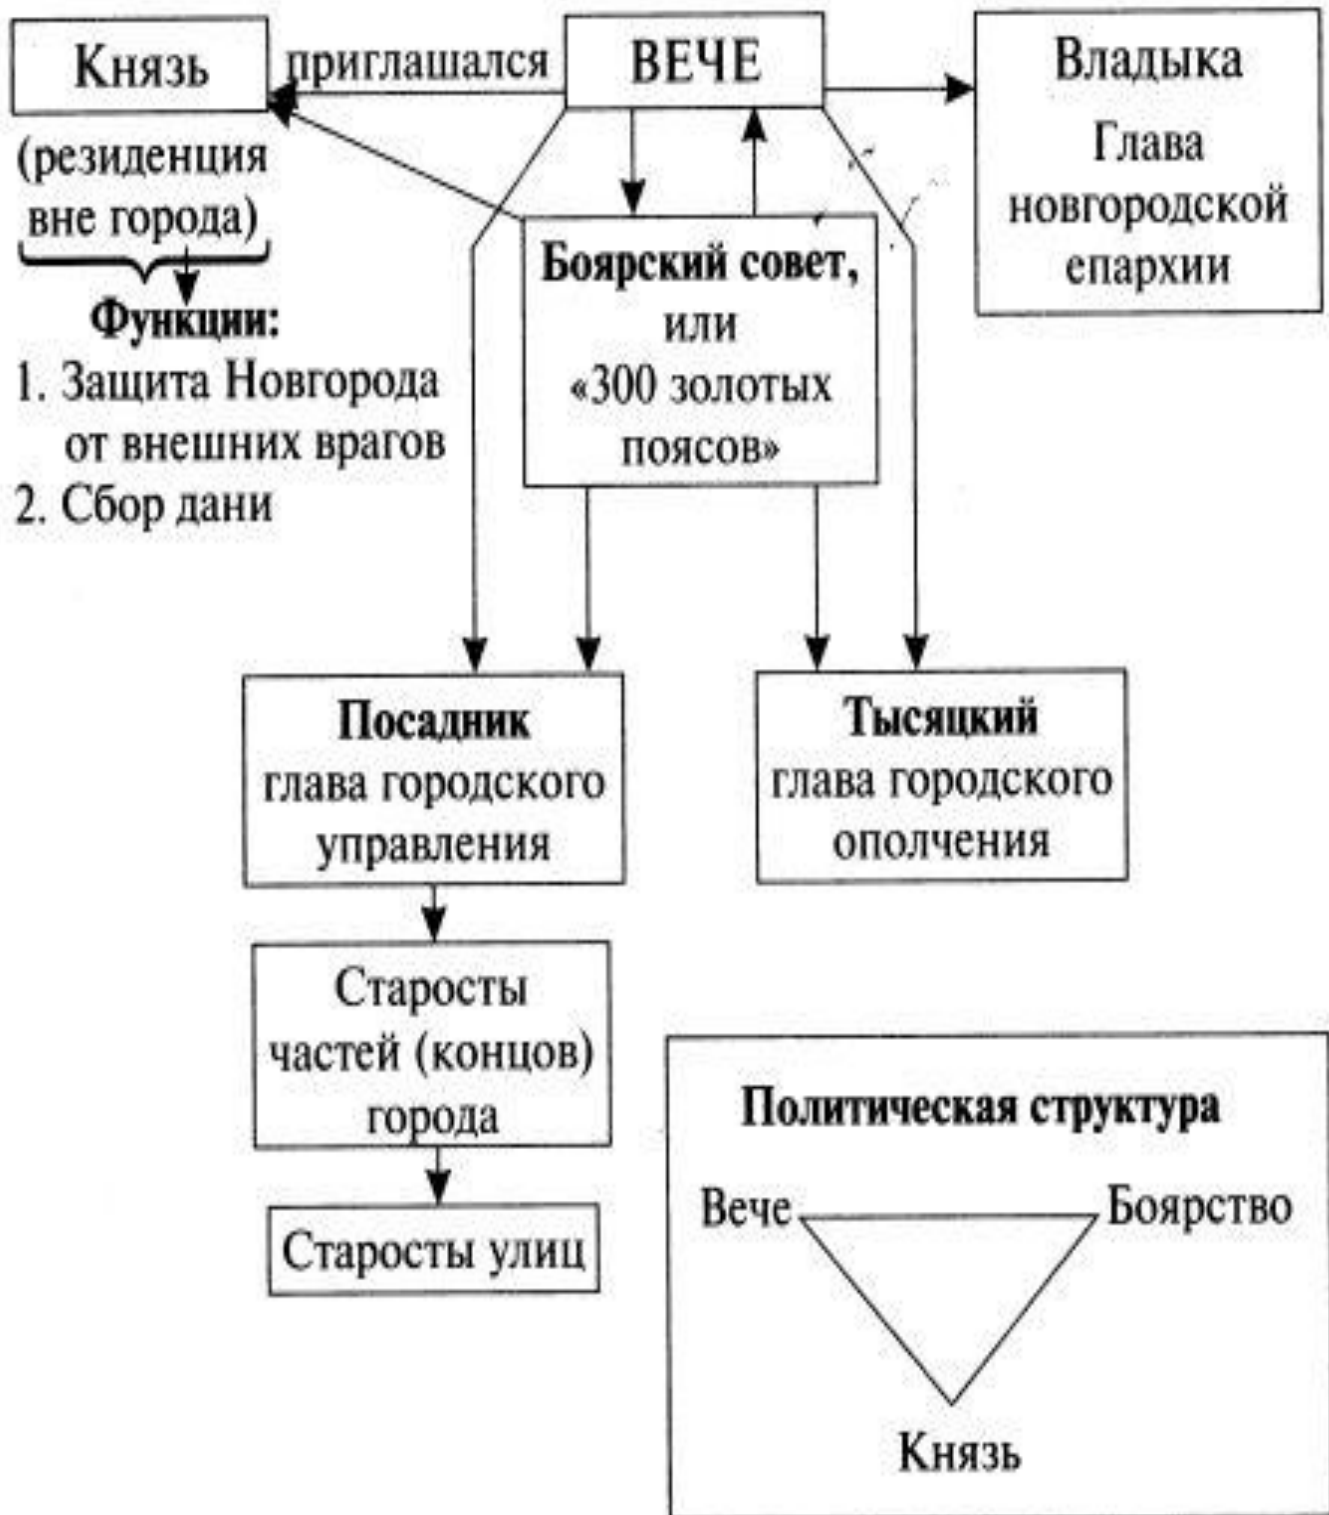 Князь
приглашался
ВЕЧЕ
Владыка
Глава
новгородской
епархии
(резиденция
вне города)
Функции:
1. Защита Новгорода
от внешних врагов
2. Сбор дани
Боярский совет,
или
«300 золотых
поясов»
Посадник
глава городского
управления
Тысяцкий
глава городского
ополчения
Старосты
частей (концов)
города
Старосты улиц
Политическая структура
Вече
Боярство
Князь